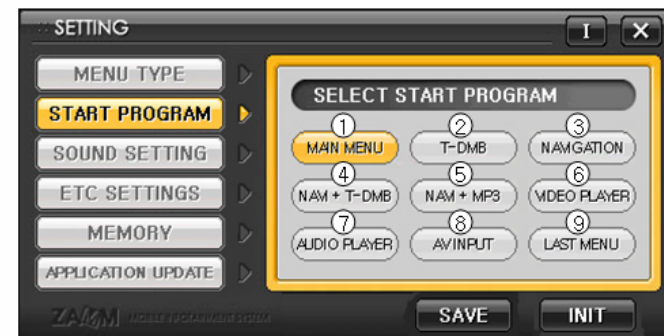 SETTING
I X
MENU TYPE
START PROGRAM
SOUND SETTING
ETC SETTINGS
MEMORY
APPLICATION UPDATE
SELECT START PROGRAM
① ② ③
MAIN MENU T-DMB NAVIGATION
④ ⑤ ⑥
NAVI + T-DMB NAVI + MP3 VIDEO PLAYER
⑦ ⑧ ⑨
AUDIO PLAYER AV INPUT LAST MENU
SAVE INIT